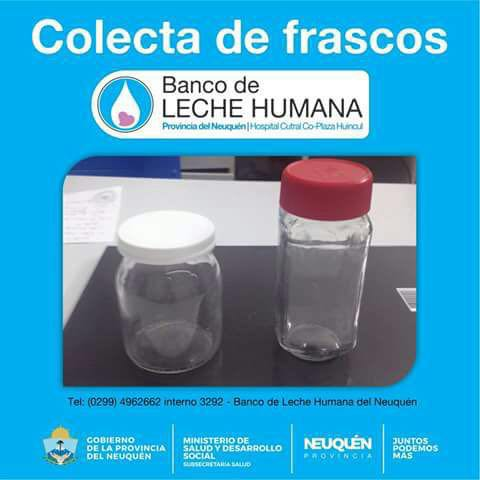 Colecta de frascos
Banco de
LECHE HUMANA
Provincia del Neuquén | Hospital Cutral Co-Plaza Huincul
Tel: (0299) 4962662 interno 3292 - Banco de Leche Humana del Neuquén
GOBIERNO
DE LA PROVINCIA
DEL NEUQUÉN
MINISTERIO DE
SALUD Y DESARROLLO
SOCIAL
SUBSECRETARIA SALUD
NEUQUÉN
PROVINCIA
JUNTOS
PODEMOS
MAS